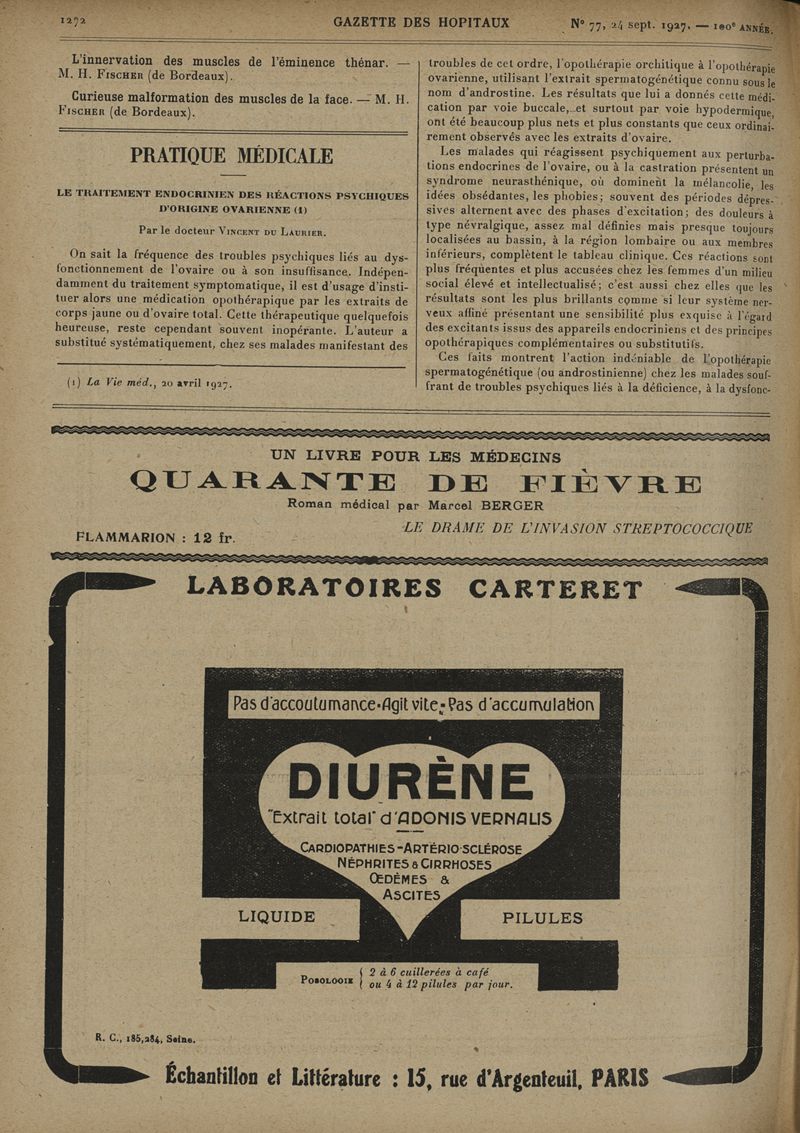 1272
GAZETTE DES HOPITAUX
N° 77, 24 sept. 1927. — 100e ANNÉE.
L'innervation des muscles de l'éminence thénar. —
M. H. FISCHER (de Bordeaux).
Curieuse malformation des muscles de la face. — M. H.
FISCHER (de Bordeaux).
PRATIQUE MÉDICALE
LE TRAITEMENT ENDOCRINIEN DES RÉACTIONS PSYCHIQUES
D'ORIGINE OVARIENNE (1)
Par le docteur VINCENT DU LAURIER.
On sait la fréquence des troubles psychiques liés au dys-
fonctionnement de l'ovaire ou à son insuffisance. Indépen-
damment du traitement symptomatique, il est d'usage d'insti-
tuer alors une médication opothérapique par les extraits de
corps jaune ou d'ovaire total. Cette thérapeutique quelquefois
heureuse, reste cependant souvent inopérante. L'auteur a
substitué systématiquement, chez ses malades manifestant des
(1) La Vie méd., 20 avril 1927.
troubles de cet ordre, l'opothérapie orchitique à l'opothérapie
ovarienne, utilisant l'extrait spermatogénétique connu sous le
nom d'androstine. Les résultats que lui a donnés cette médi-
cation par voie buccale, et surtout par voie hypodermique,
ont été beaucoup plus nets et plus constants que ceux ordinai-
rement observés avec les extraits d'ovaire.
Les malades qui réagissent psychiquement aux perturba-
tions endocrines de l'ovaire, ou à la castration présentent un
syndrome neurasthénique, où dominent la mélancolie, les
idées obsédantes, les phobies; souvent des périodes dépres-
sives alternent avec des phases d'excitation; des douleurs à
type névralgique, assez mal définies mais presque toujours
localisées au bassin, à la région lombaire ou aux membres
inférieurs, complètent le tableau clinique. Ces réactions sont
plus fréquentes et plus accusées chez les femmes d'un milieu
social élevé et intellectualisé; c'est aussi chez elles que les
résultats sont les plus brillants comme si leur système ner-
veux affiné présentant une sensibilité plus exquise à l'égard
des excitants issus des appareils endocriniens et des principes
opothérapiques complémentaires ou substitutifs.
Ces faits montrent l'action indéniable de l'opothérapie
spermatogénétique (ou androstinienne) chez les malades souf-
frant de troubles psychiques liés à la déficience, à la dysfonc-
UN LIVRE POUR LES MÉDECINS
QUARANTE DE FIÈVRE
Roman médical par Marcel BERGER
LE DRAME DE L'INVASION STREPTOCOCCIQUE
FLAMMARION : 12 fr.
LABORATOIRES CARTERET
Pas d'accoutumance•Agit vite•Pas d'accumulation
DIURÈNE
"Extrait total" d'ADONIS VERNALIS
CARDIOPATHIES-ARTÉRIO-SCLÉROSE
NÉPHRITES & CIRRHOSES
ŒDÈMES &
ASCITES
LIQUIDE
PILULES
POSOLOGIE { 2 à 6 cuillerées à café
ou 4 à 12 pilules par jour.
R. C., 185,284, Seine.
Échantillon et Littérature : 15, rue d'Argenteuil, PARIS